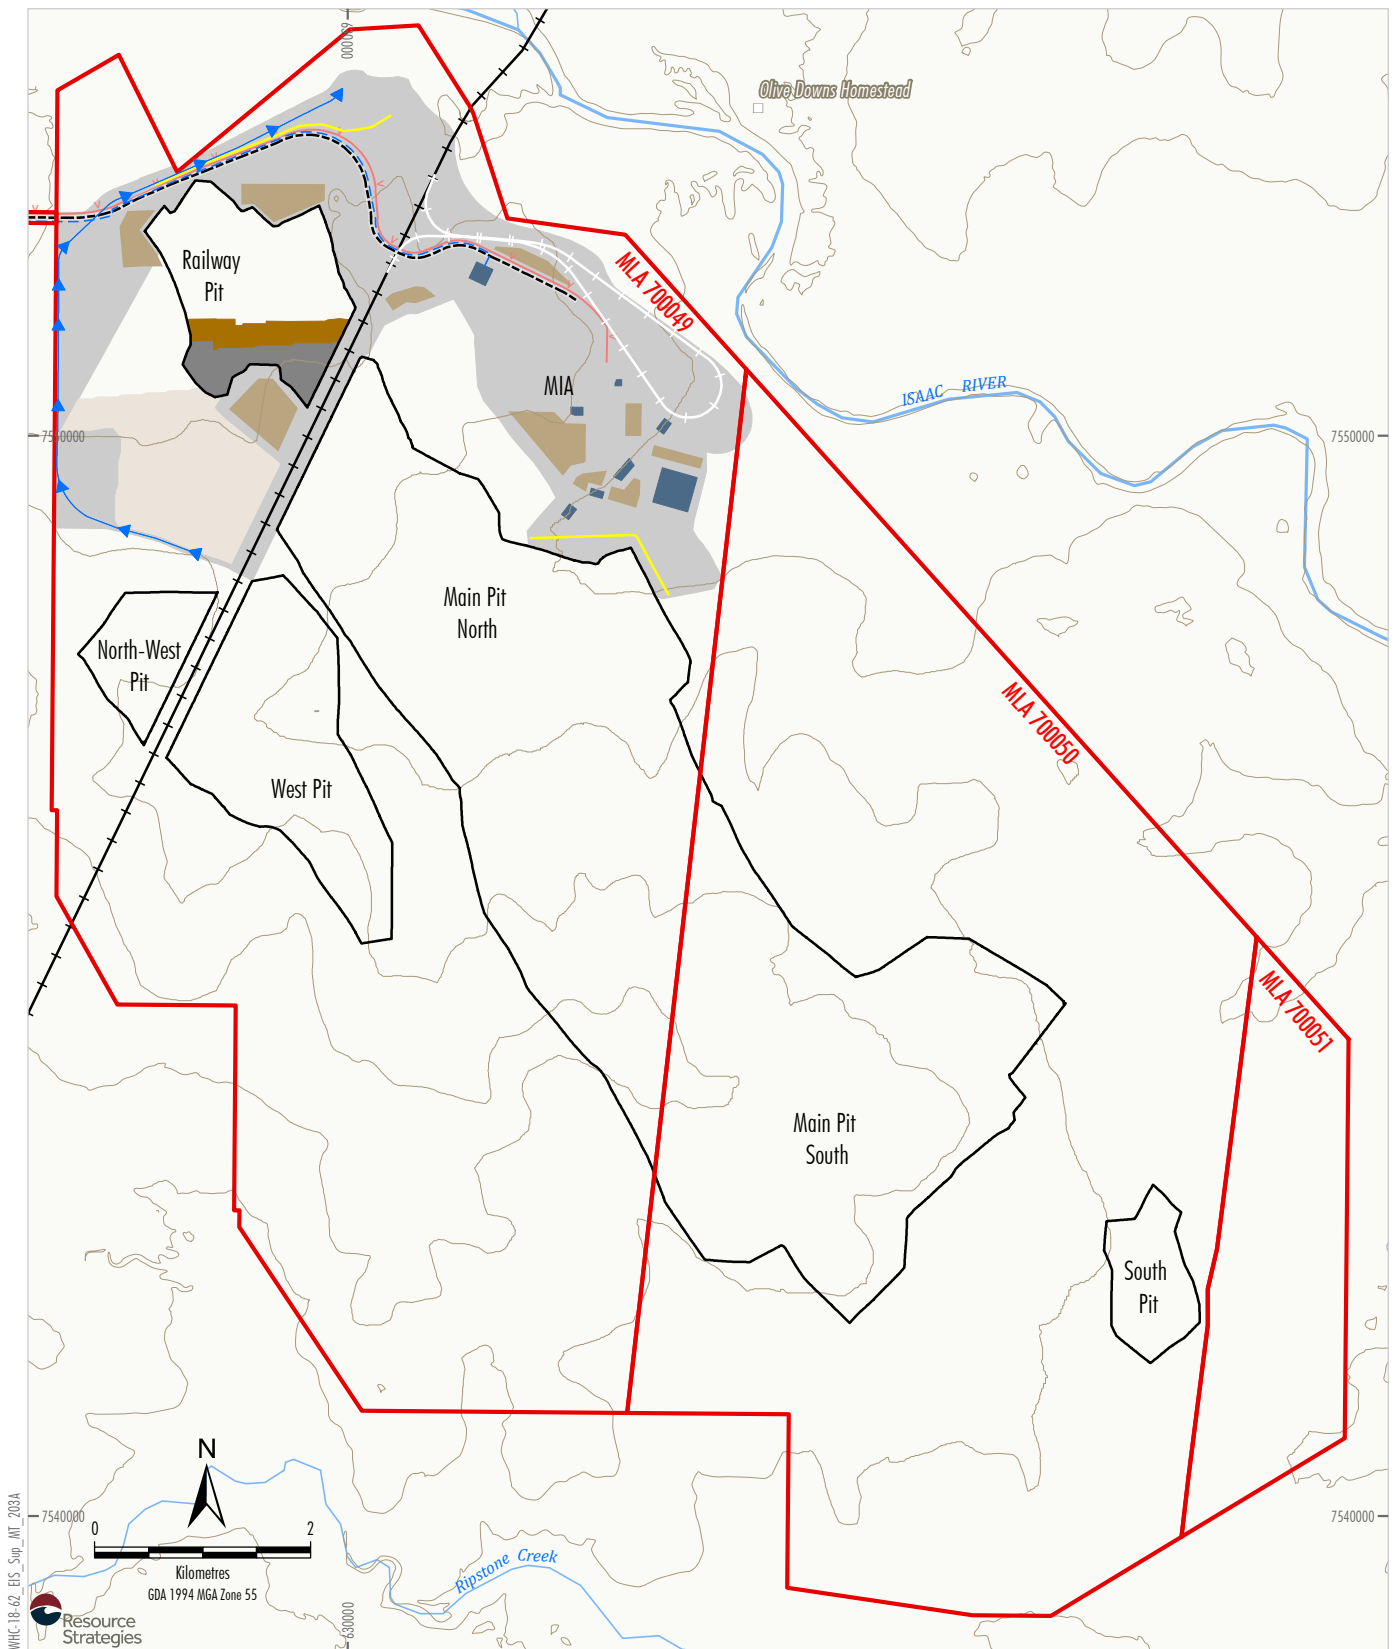 630000
Olive Downs Homestead
Railway
Pit
MLA 700049
MIA
ISAAC RIVER
7550000
7550000
Main Pit
North
North-West
Pit
MLA 700050
West Pit
MLA 700051
Main Pit
South
South
Pit
N
7540000
7540000
0 2
Kilometres
GDA 1994 MGA Zone 55
Ripstone Creek
630000
WHC-18-62_EIS_Sup_MT_203A
Resource
Strategies